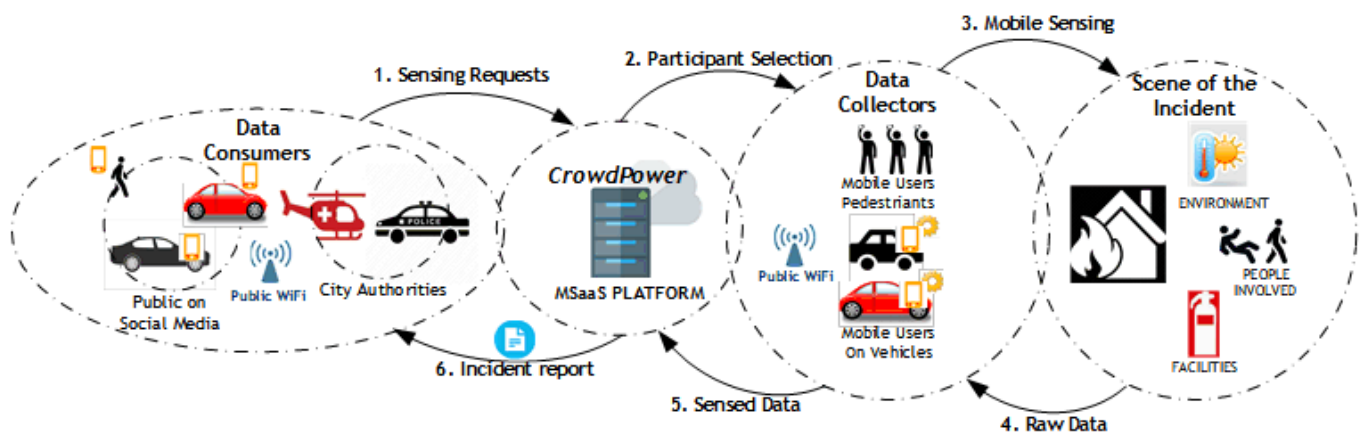 3. Mobile Sensing
2. Participant Selection
1. Sensing Requests
Data
Consumers
POLICE
Public WiFi
City Authorities
Public on
Social Media
CrowdPower
MSaaS PLATFORM
Data
Collectors
Mobile Users
Pedestriants
Public WiFi
Mobile Users
On Vehicles
Scene of the
Incident
ENVIRONMENT
PEOPLE
INVOLVED
FACILITIES
6. Incident report
5. Sensed Data
4. Raw Data